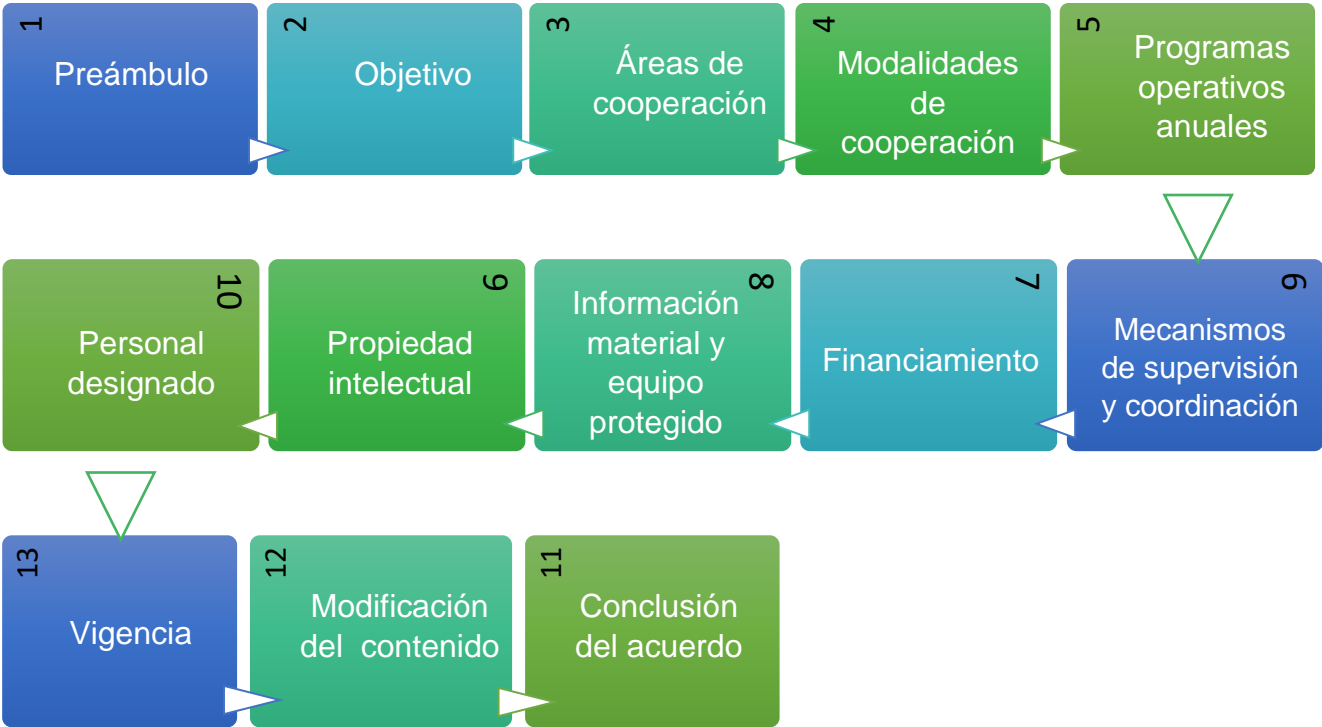 1
Preámbulo
2
Objetivo
3
Áreas de
cooperación
4
Modalidades
de
cooperación
5
Programas
operativos
anuales
10
Personal
designado
9
Propiedad
intelectual
8
Información
material y
equipo
protegido
7
Financiamiento
6
Mecanismos
de supervisión
y coordinación
13
Vigencia
12
Modificación
del contenido
11
Conclusión
del acuerdo